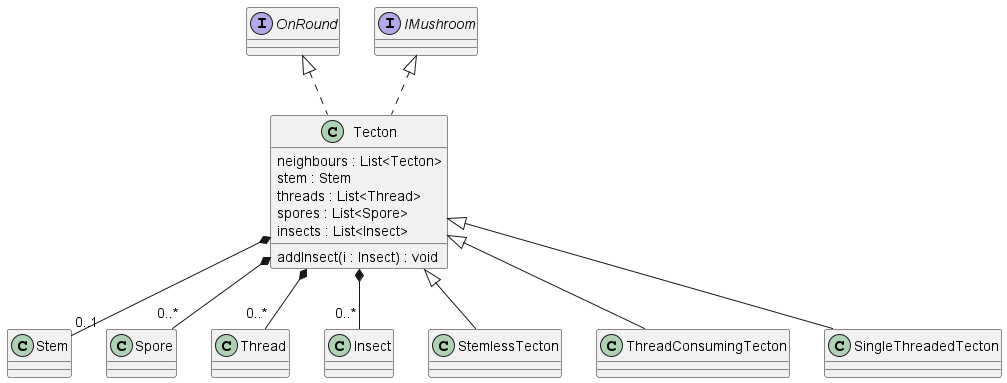 I OnRound
I IMushroom
C Tecton
neighbours : List<Tecton>
stem : Stem
threads : List<Thread>
spores : List<Spore>
insects : List<Insect>
addInsect(i : Insect) : void
0..1
0..*
0..*
0..*
C Stem
C Spore
C Thread
C Insect
C StemlessTecton
C ThreadConsumingTecton
C SingleThreadedTecton